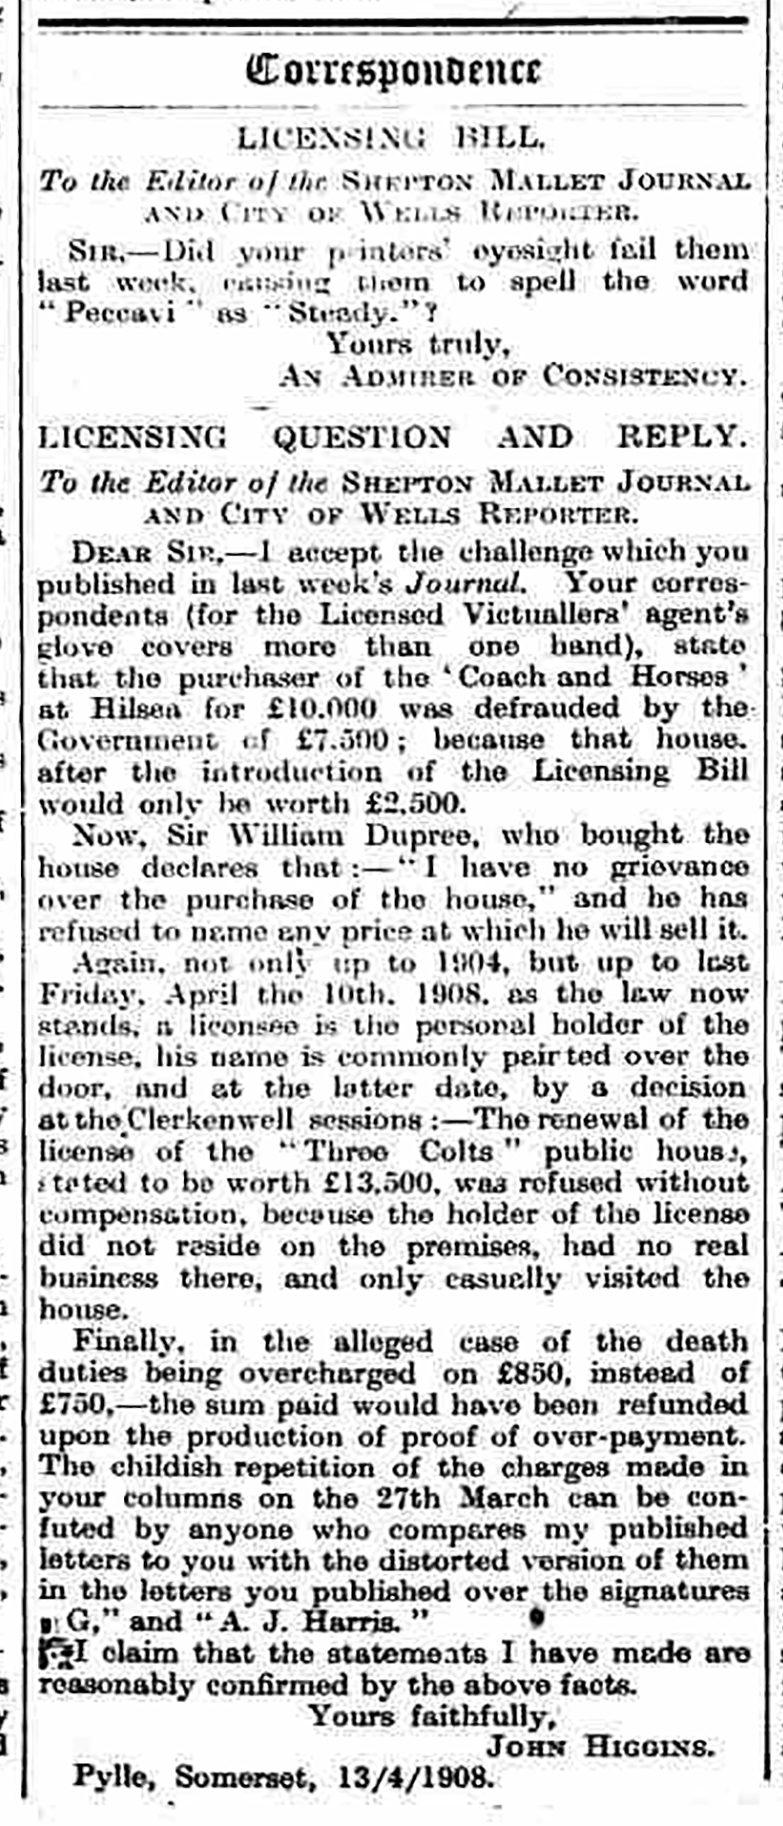 Correspondence
LICENSING BILL.
To the Editor of the SHEPTON MALLET JOURNAL
AND CITY OF WELLS REPORTER.
SIR,—Did your printers' eyesight fail them
last week, causing them to spell the word
"Peccavi" as "Steady."?
Yours truly,
AN ADMIRER OF CONSISTENCY.
LICENSING QUESTION AND REPLY.
To the Editor of the SHEPTON MALLET JOURNAL
AND CITY OF WELLS REPORTER.
DEAR SIR,—I accept the challenge which you
published in last week's Journal. Your corres-
pondents (for the Licensed Victuallers' agent's
glove covers more than one hand), state
that the purchaser of the 'Coach and Horses'
at Hilsea for £10,000 was defrauded by the
Government of £7,500; because that house.
after the introduction of the Licensing Bill
would only be worth £2,500.
Now, Sir William Dupree, who bought the
house declares that:—"I have no grievance
over the purchase of the house," and he has
refused to name any price at which he will sell it.
Again, not only up to 1904, but up to last
Friday, April the 10th, 1908, as the law now
stands, a licensee is the personal holder of the
license, his name is commonly painted over the
door, and at the latter date, by a decision
at the Clerkenwell sessions:—The renewal of the
license of the "Three Colts" public house,
stated to be worth £13,500, was refused without
compensation, because the holder of the license
did not reside on the premises, had no real
business there, and only casually visited the
house.
Finally, in the alleged case of the death
duties being overcharged on £850, instead of
£750,—the sum paid would have been refunded
upon the production of proof of over-payment.
The childish repetition of the charges made in
your columns on the 27th March can be con-
futed by anyone who compares my published
letters to you with the distorted version of them
in the letters you published over the signatures
G," and "A. J. Harris."
I claim that the statements I have made are
reasonably confirmed by the above facts.
Yours faithfully,
JOHN HIGGINS.
Pylle, Somerset, 13/4/1908.